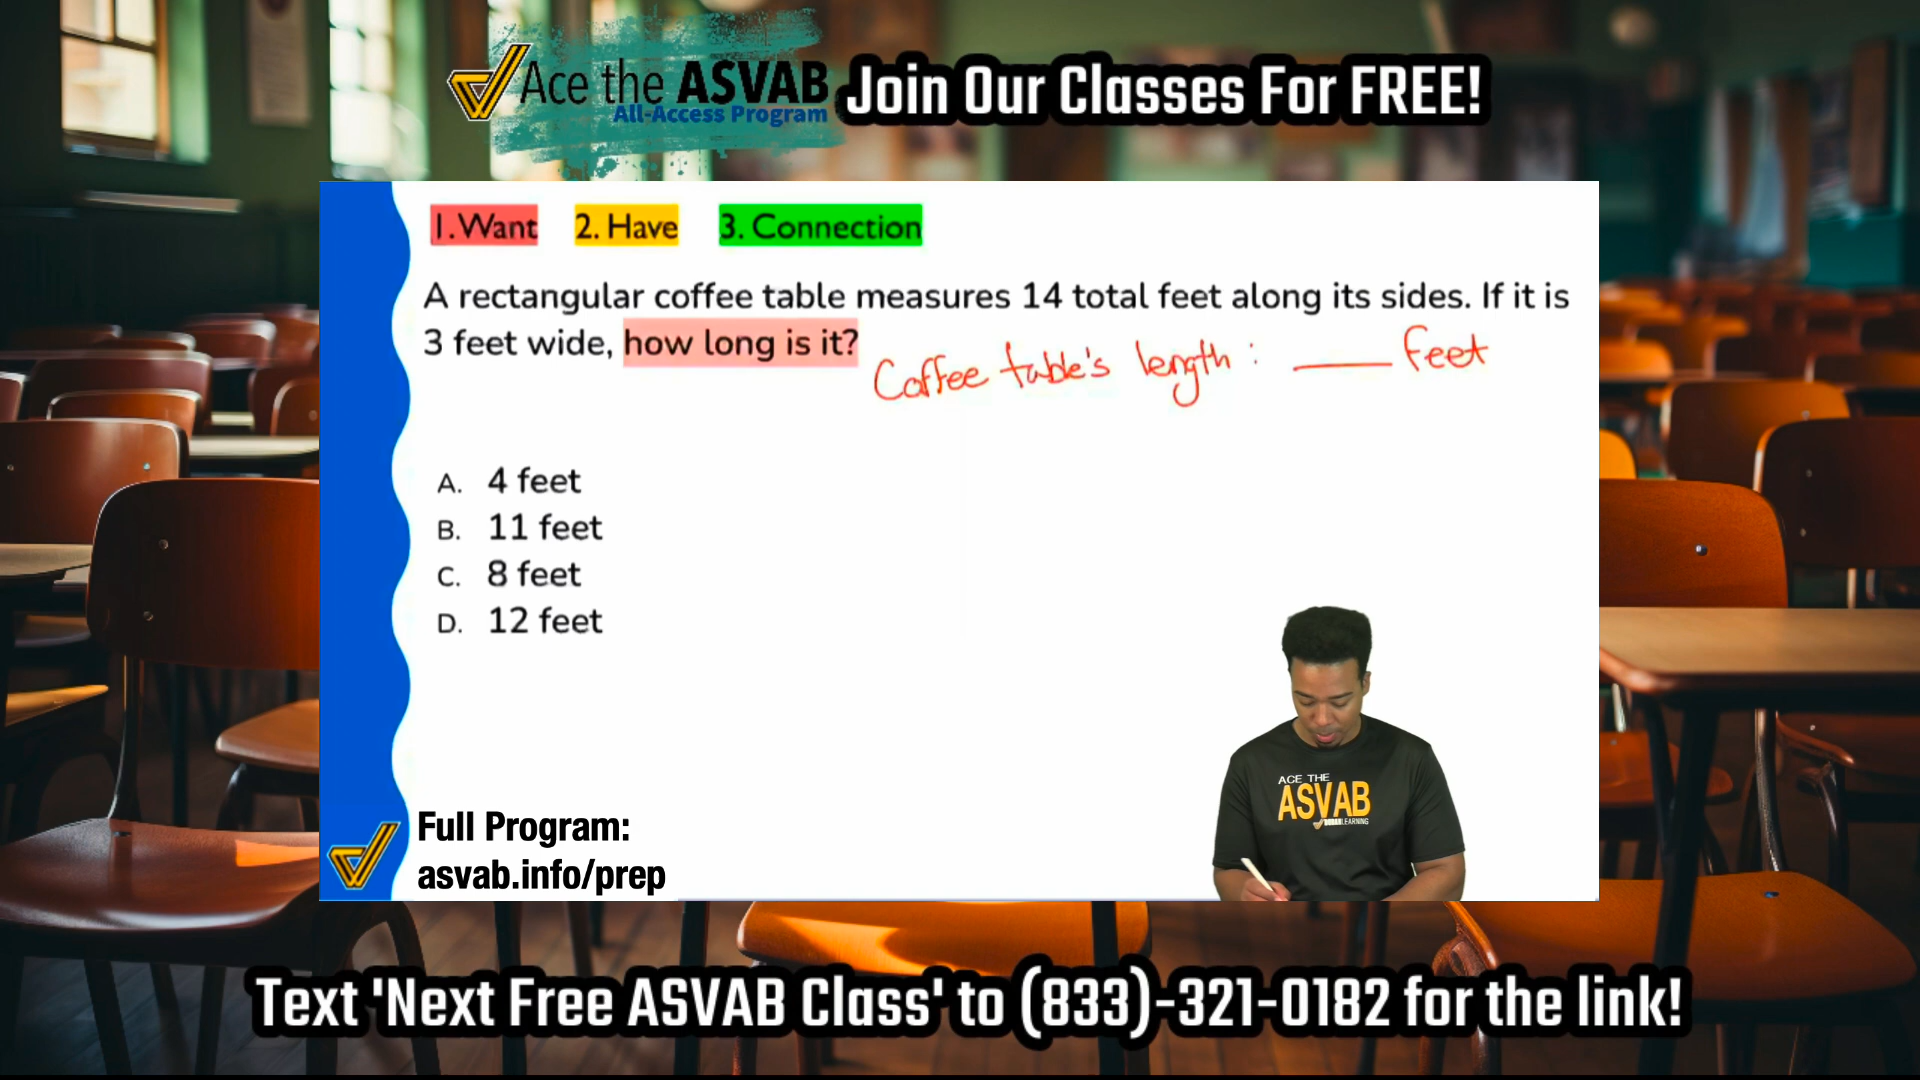 Ace the ASVAB
All-Access Program
Join Our Classes For FREE!
1. Want 2. Have 3. Connection
A rectangular coffee table measures 14 total feet along its sides. If it is
3 feet wide, how long is it?
Coffee table's length : ____ feet
A. 4 feet
B. 11 feet
C. 8 feet
D. 12 feet
ACE THE
ASVAB
LEARNING
Full Program:
asvab.info/prep
Text 'Next Free ASVAB Class' to (833)-321-0182 for the link!